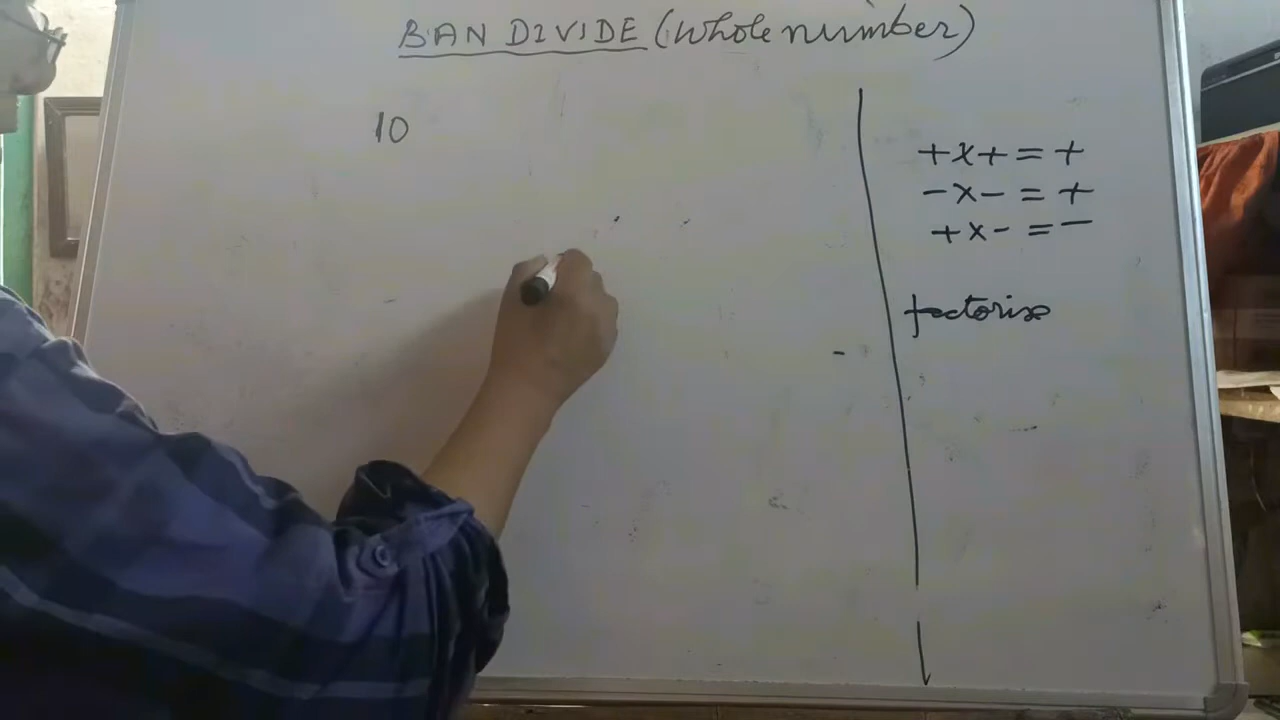 BAN DIVIDE (Whole number)
10
+x+=+
-x-=+
+x-=-
factorise